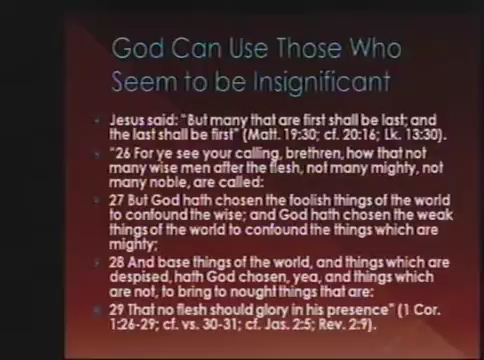 God Can Use Those Who
Seem to be Insignificant
Jesus said: "But many that are first shall be last; and
the last shall be first" (Matt. 19:30; cf. 20:16; Lk. 13:30).
"26 For ye see your calling, brethren, how that not
many wise men after the flesh, not many mighty, not
many noble, are called:
27 But God hath chosen the foolish things of the world
to confound the wise; and God hath chosen the weak
things of the world to confound the things which are
mighty;
28 And base things of the world, and things which are
despised, hath God chosen, yea, and things which
are not, to bring to nought things that are:
29 That no flesh should glory in his presence" (1 Cor.
1:26-29; cf. vs. 30-31; cf. Jas. 2:5; Rev. 2:9).